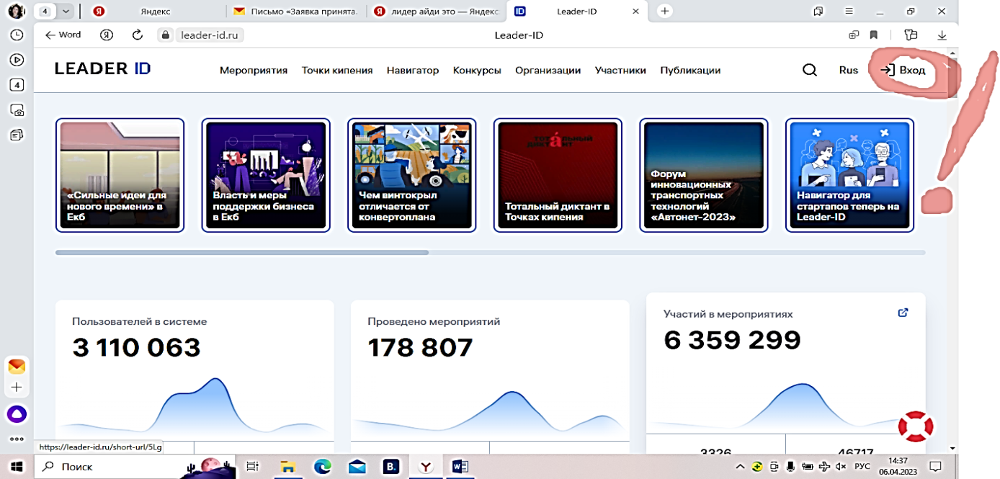 4
Яндекс
Письмо «Заявка принята.
лидер айди это — Яндекс
Leader-ID
Word
leader-id.ru
Leader-ID
LEADER ID
Мероприятия
Точки кипения
Навигатор
Конкурсы
Организации
Участники
Публикации
Rus
Вход
4
«Сильные идеи для
нового времени» в
Екб
Власть и меры
поддержки бизнеса
в Екб
Чем винтокрыл
отличается от
конвертоплана
тотальный
диктант
Тотальный диктант в
Точках кипения
Форум
инновационных
транспортных
технологий
«Автонет-2023»
Навигатор для
стартапов теперь на
Leader-ID
Пользователей в системе
3 110 063
Проведено мероприятий
178 807
Участий в мероприятиях
6 359 299
3326
46717
https://leader-id.ru/short-url/5Lg
Поиск
B.
РУС
14:37
06.04.2023